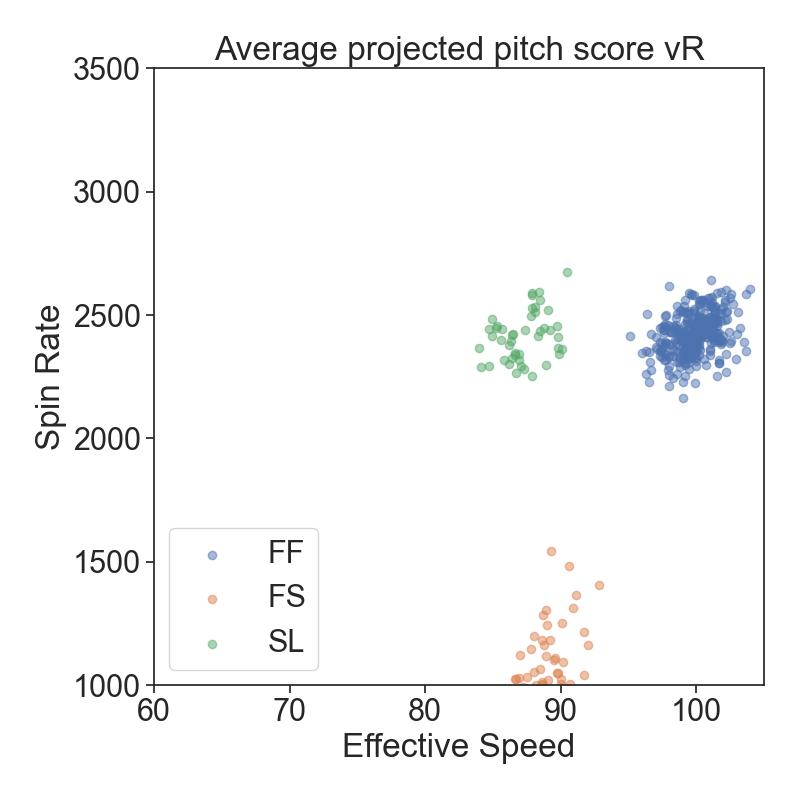 Average projected pitch score vR
3500
3000
2500
2000
1500
1000
Spin Rate
FF
FS
SL
60 70 80 90 100
Effective Speed